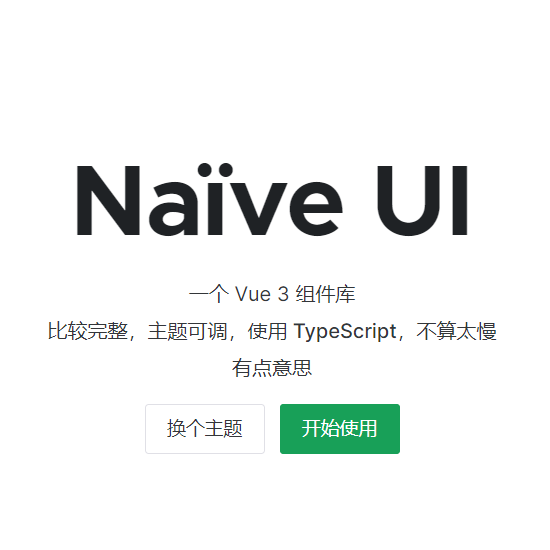 Naïve UI
一个 Vue 3 组件库
比较完整，主题可调，使用 TypeScript，不算太慢
有点意思
换个主题
开始使用